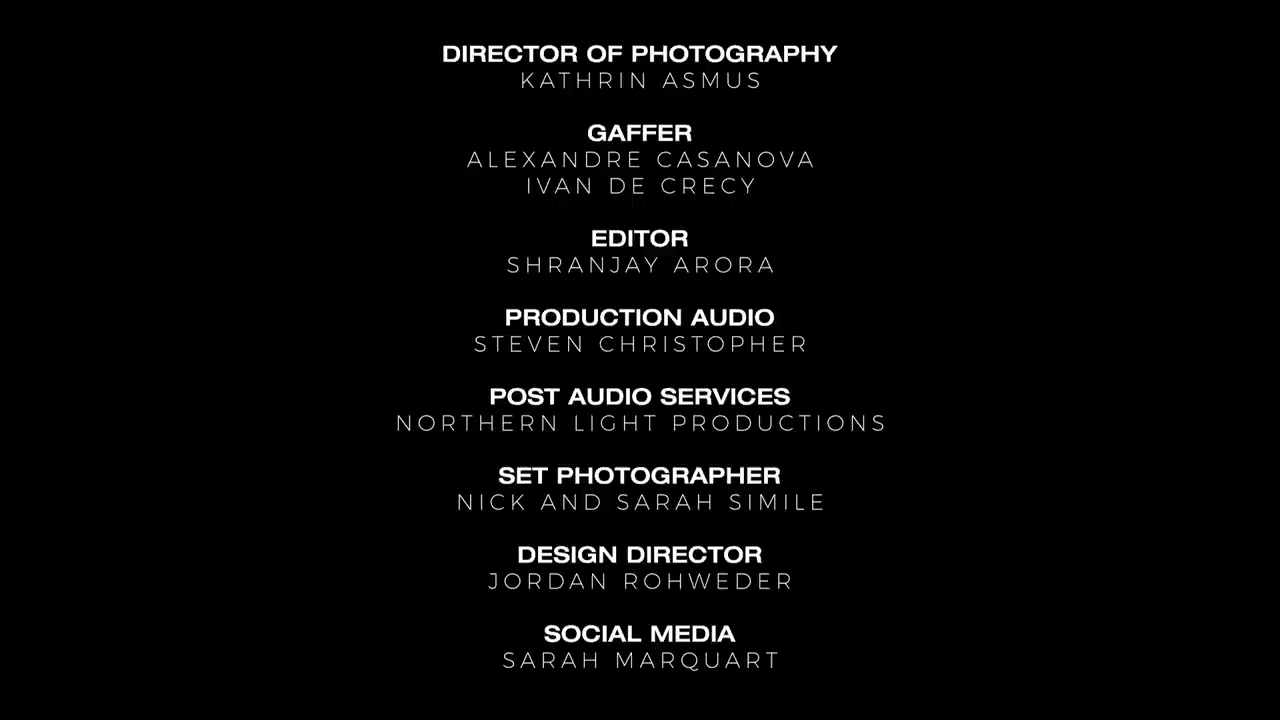 DIRECTOR OF PHOTOGRAPHY
KATHRIN ASMUS
GAFFER
ALEXANDRE CASANOVA
IVAN DE CRECY
EDITOR
SHRANJAY ARORA
PRODUCTION AUDIO
STEVEN CHRISTOPHER
POST AUDIO SERVICES
NORTHERN LIGHT PRODUCTIONS
SET PHOTOGRAPHER
NICK AND SARAH SIMILE
DESIGN DIRECTOR
JORDAN ROHWEDER
SOCIAL MEDIA
SARAH MARQUART